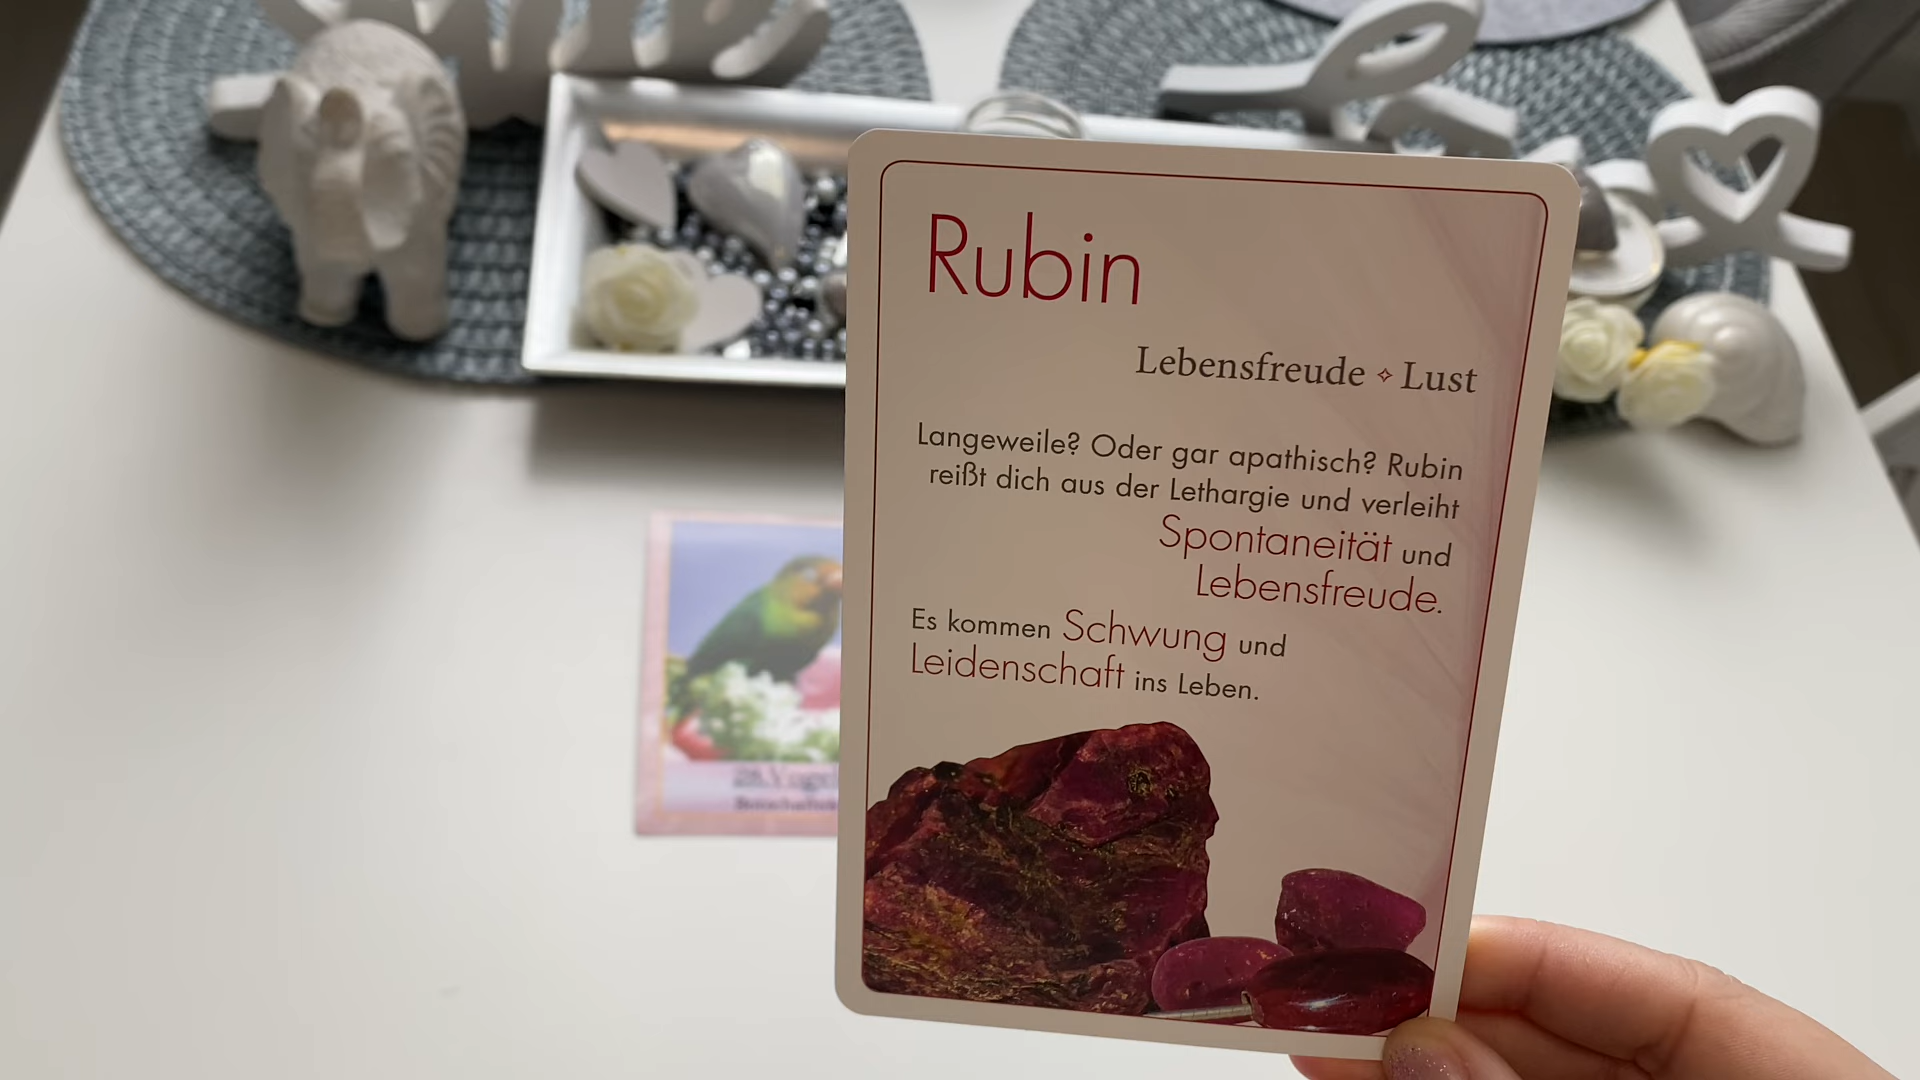 Rubin
Lebensfreude ✧ Lust
Langeweile? Oder gar apathisch? Rubin
reißt dich aus der Lethargie und verleiht
Spontaneität und
Lebensfreude.
Es kommen Schwung und
Leidenschaft ins Leben.